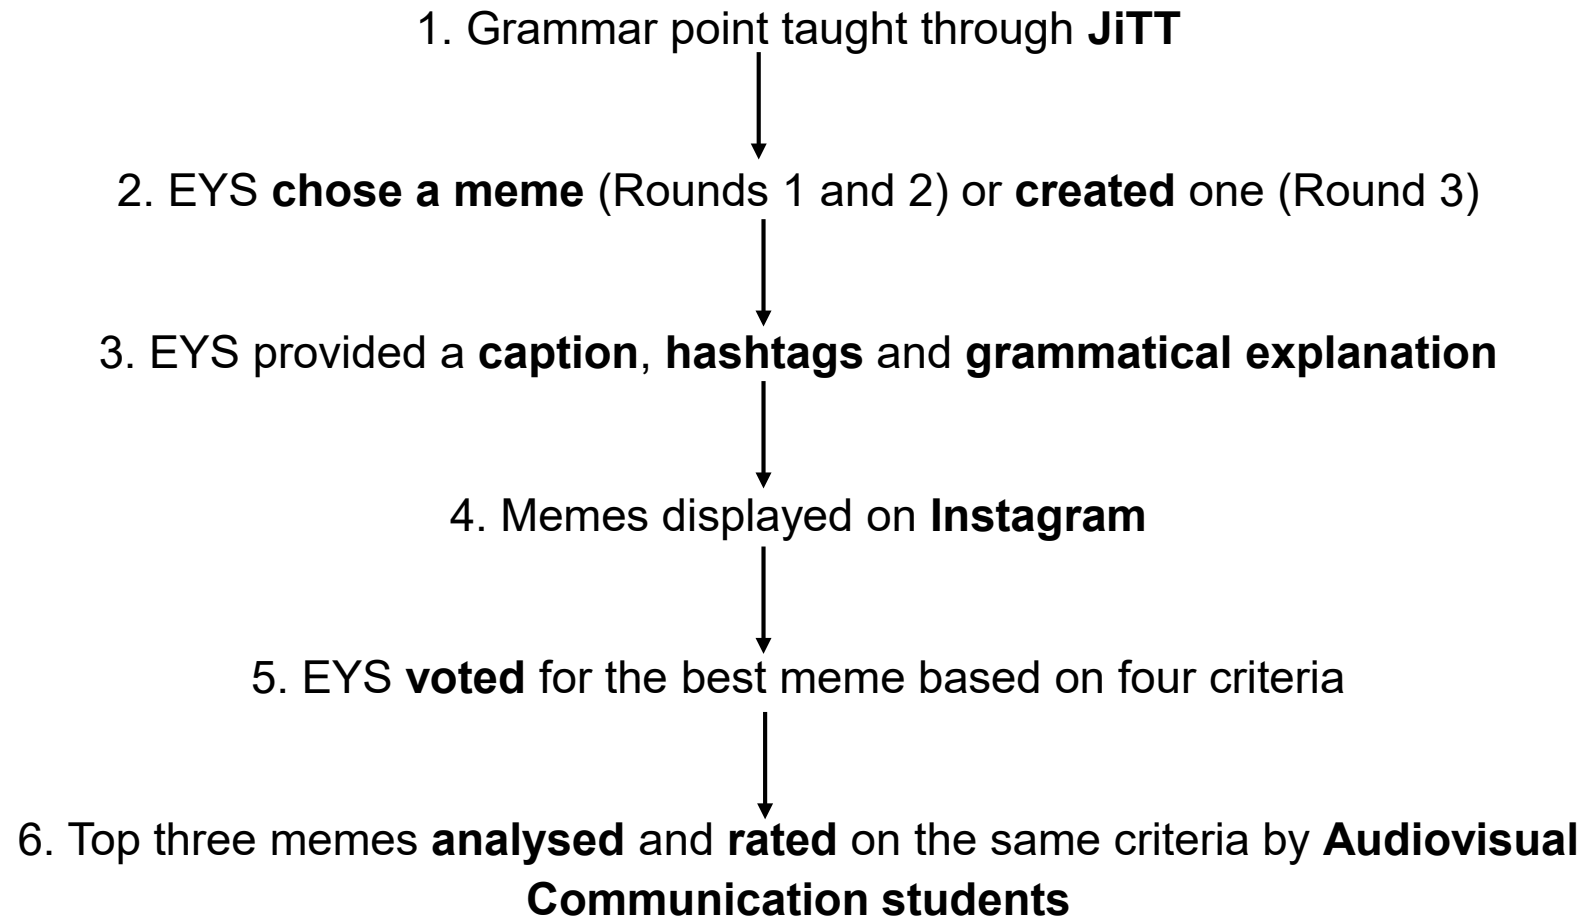 1. Grammar point taught through JiTT
2. EYS chose a meme (Rounds 1 and 2) or created one (Round 3)
3. EYS provided a caption, hashtags and grammatical explanation
4. Memes displayed on Instagram
5. EYS voted for the best meme based on four criteria
6. Top three memes analysed and rated on the same criteria by Audiovisual
Communication students